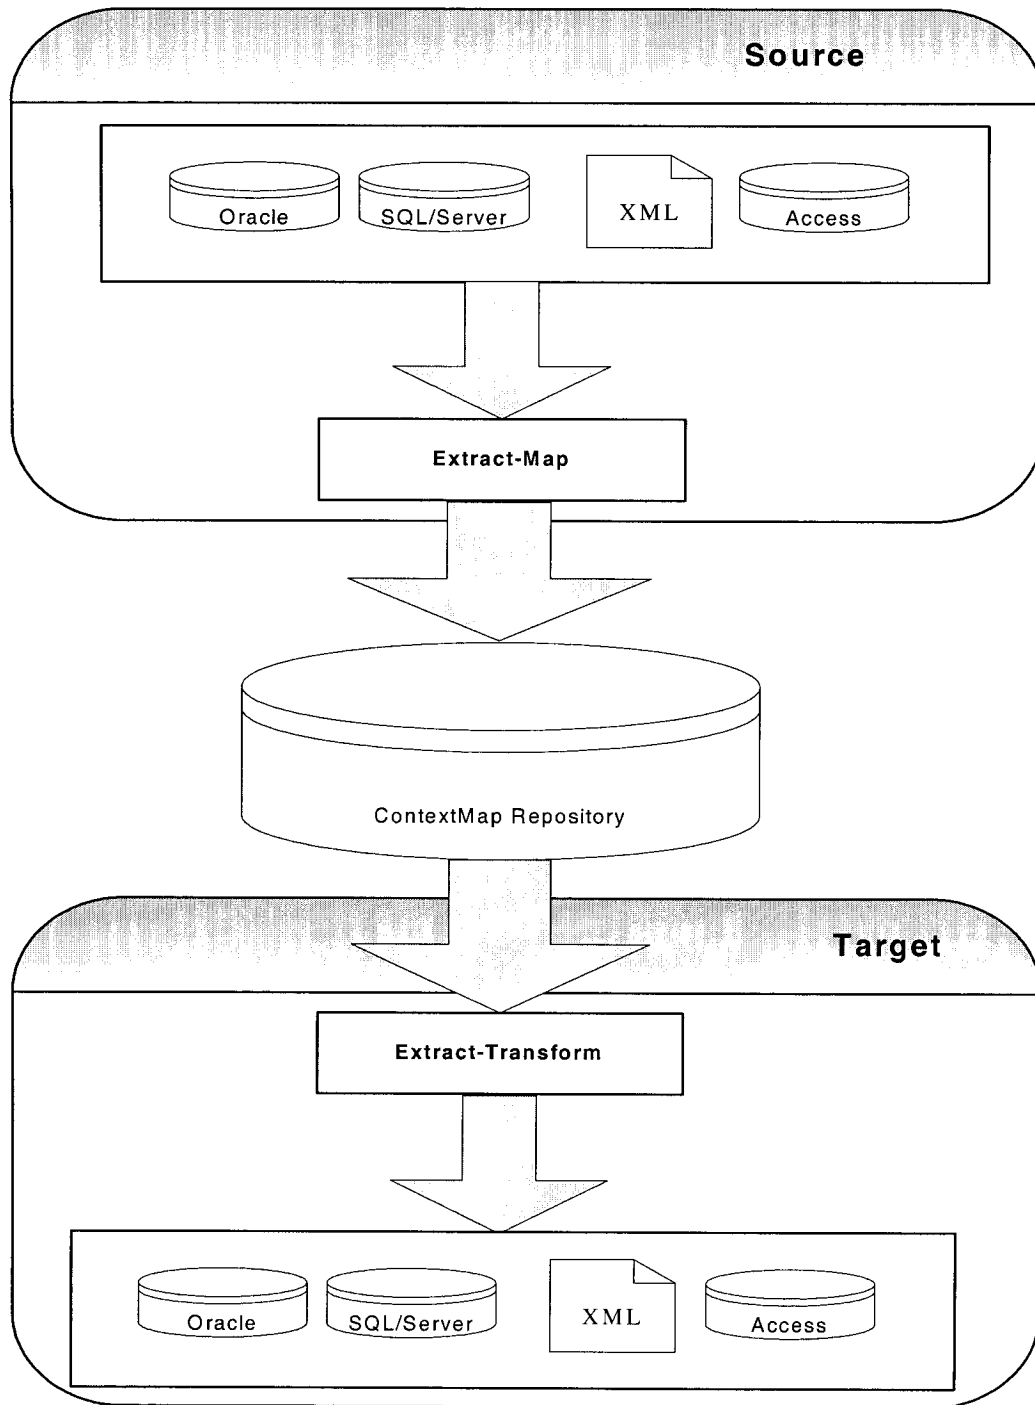 Source
Oracle
SQL/Server
XML
Access
Extract-Map
ContextMap Repository
Target
Extract-Transform
Oracle
SQL/Server
XML
Access